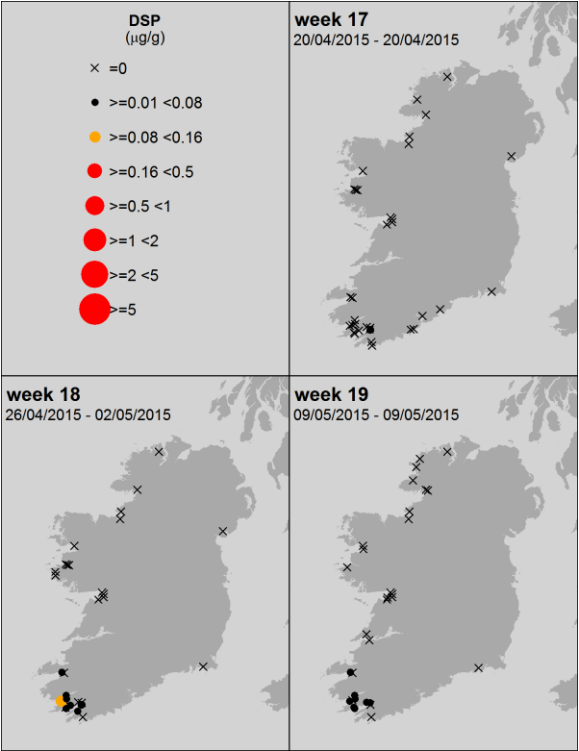 DSP
(µg/g)
=0
>=0.01 <0.08
>=0.08 <0.16
>=0.16 <0.5
>=0.5 <1
>=1 <2
>=2 <5
>=5
week 17
20/04/2015 - 20/04/2015
week 18
26/04/2015 - 02/05/2015
week 19
09/05/2015 - 09/05/2015